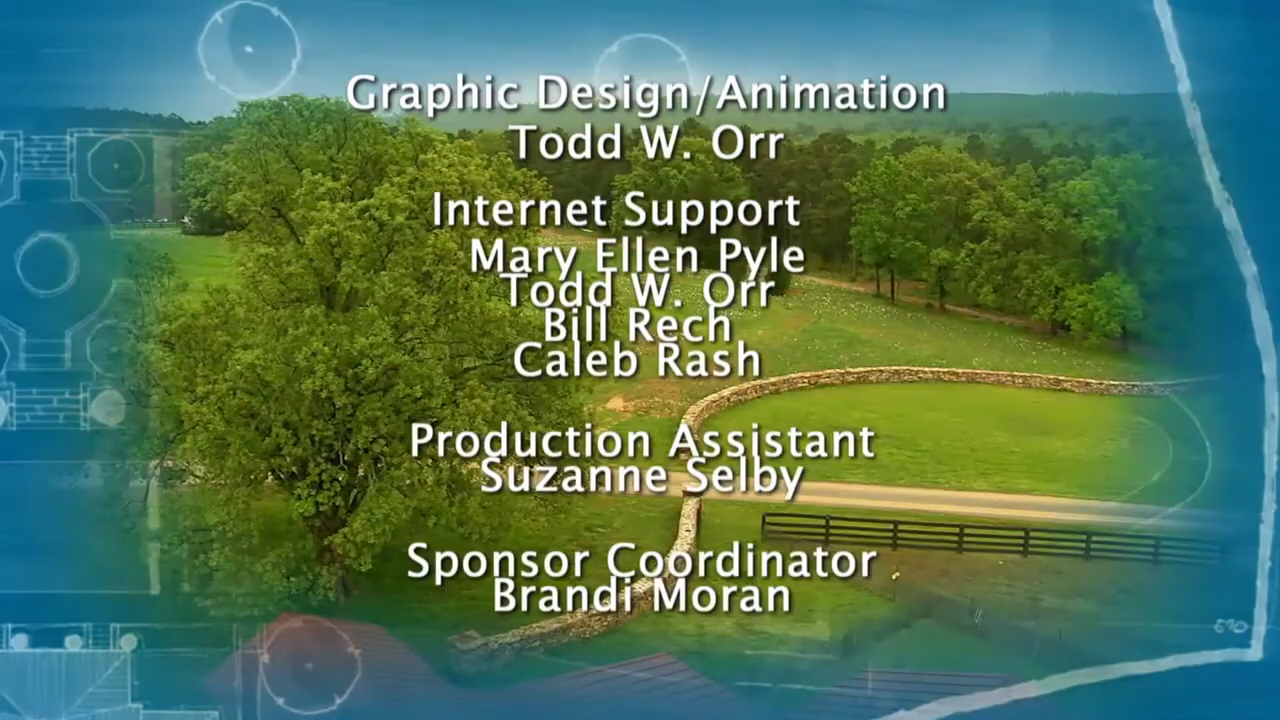 Graphic Design/Animation
Todd W. Orr
Internet Support
Mary Ellen Pyle
Todd W. Orr
Bill Rech
Caleb Rash
Production Assistant
Suzanne Selby
Sponsor Coordinator
Brandi Moran